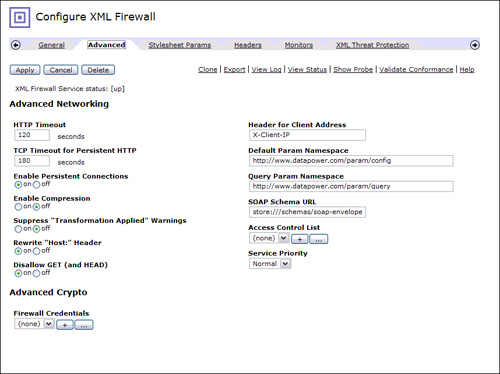 Configure XML Firewall
General Advanced Stylesheet Params Headers Monitors XML Threat Protection
Apply Cancel Delete Clone | Export | View Log | View Status | Show Probe | Validate Conformance | Help
XML Firewall Service status: [up]
Advanced Networking
HTTP Timeout
120 seconds
TCP Timeout for Persistent HTTP
180 seconds
Enable Persistent Connections
on off
Enable Compression
on off
Suppress "Transformation Applied" Warnings
on off
Rewrite "Host:" Header
on off
Disallow GET (and HEAD)
on off
Header for Client Address
X-Client-IP
Default Param Namespace
http://www.datapower.com/param/config
Query Param Namespace
http://www.datapower.com/param/query
SOAP Schema URL
store:///schemas/soap-envelope
Access Control List
(none) + ...
Service Priority
Normal
Advanced Crypto
Firewall Credentials
(none) + ...